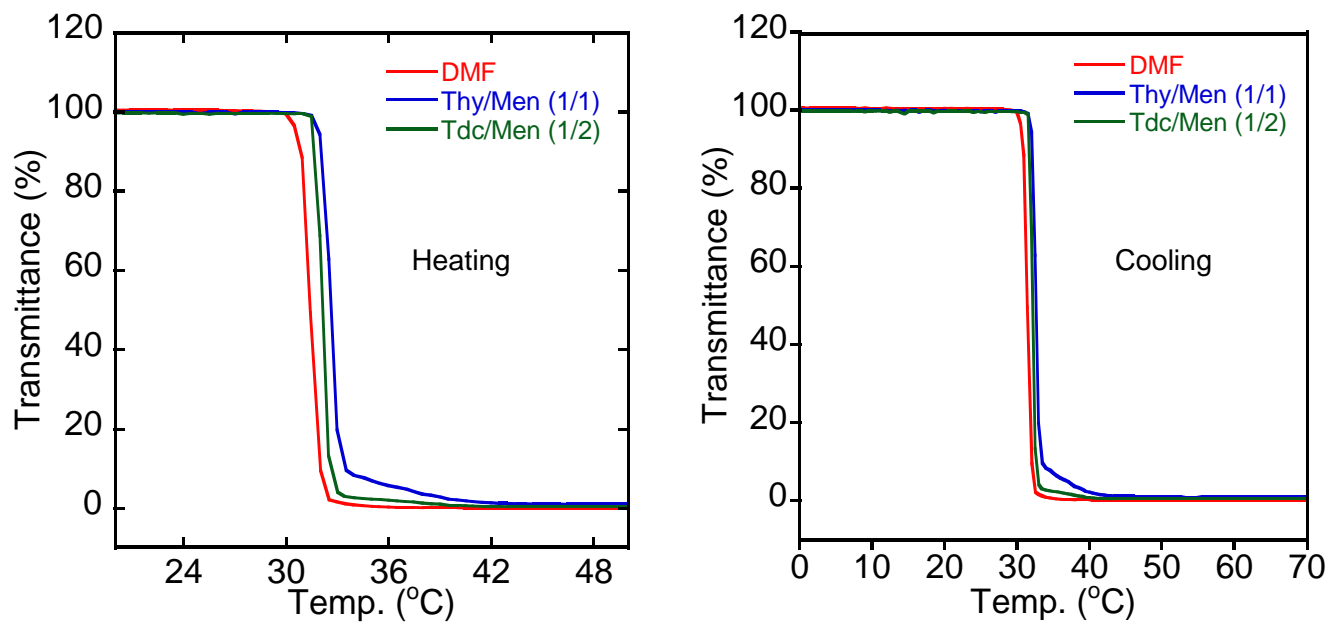 120
100
80
60
40
20
0
Transmittance (%)
DMF
Thy/Men (1/1)
Tdc/Men (1/2)
Heating
24 30 36 42 48
Temp. (°C)
120
100
80
60
40
20
0
Transmittance (%)
DMF
Thy/Men (1/1)
Tdc/Men (1/2)
Cooling
0 10 20 30 40 50 60 70
Temp. (°C)